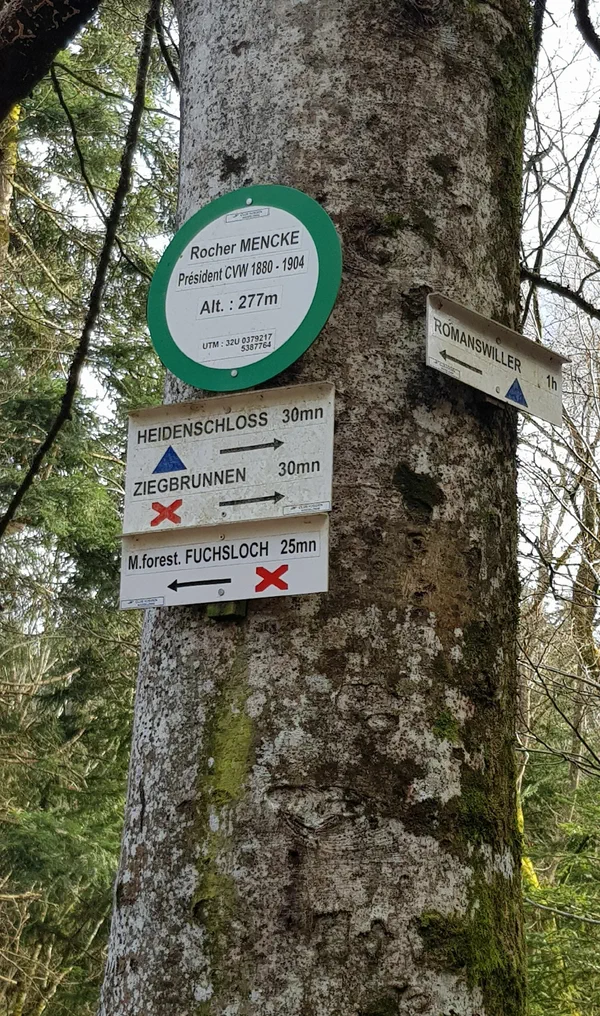 Rocher MENCKE
Président CVW 1880 - 1904
Alt. : 277m
UTM : 32U 0379217
5387764
ROMANSWILLER
1h
HEIDENSCHLOSS 30mn
ZIEGBRUNNEN 30mn
M.forest. FUCHSLOCH 25mn